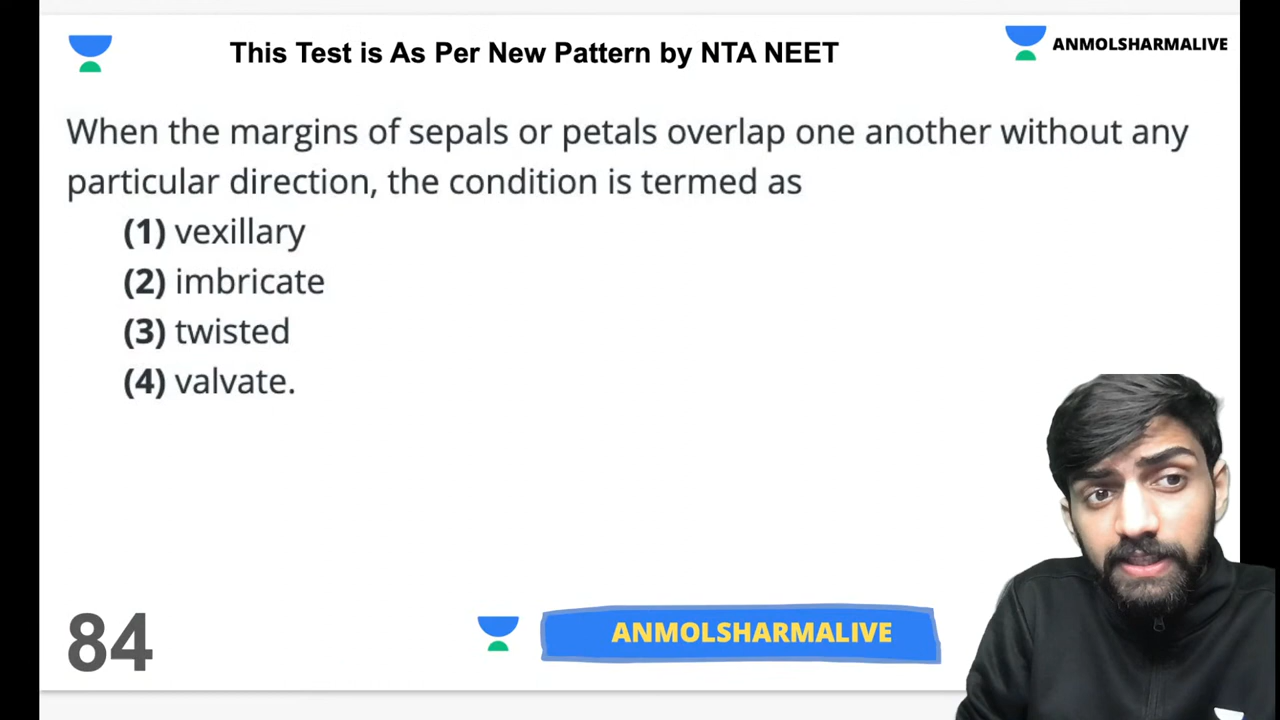 This Test is As Per New Pattern by NTA NEET
ANMOLSHARMALIVE
When the margins of sepals or petals overlap one another without any
particular direction, the condition is termed as
(1) vexillary
(2) imbricate
(3) twisted
(4) valvate.
84
ANMOLSHARMALIVE